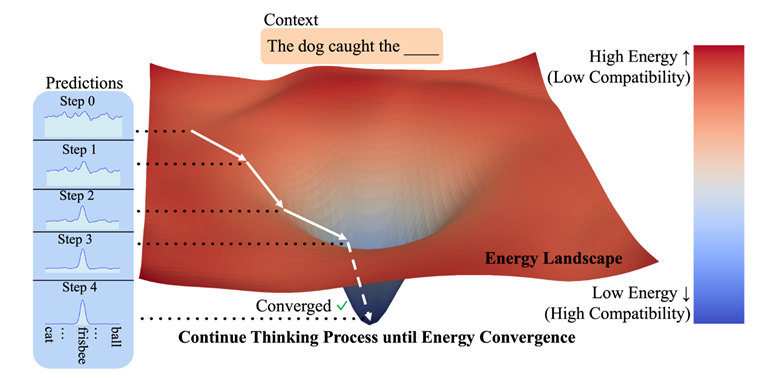 Context
The dog caught the ____
Predictions
Step 0
Step 1
Step 2
Step 3
Step 4
cat
...
frisbee
...
ball
High Energy ↑
(Low Compatibility)
Energy Landscape
Low Energy ↓
(High Compatibility)
Converged ✓
Continue Thinking Process until Energy Convergence